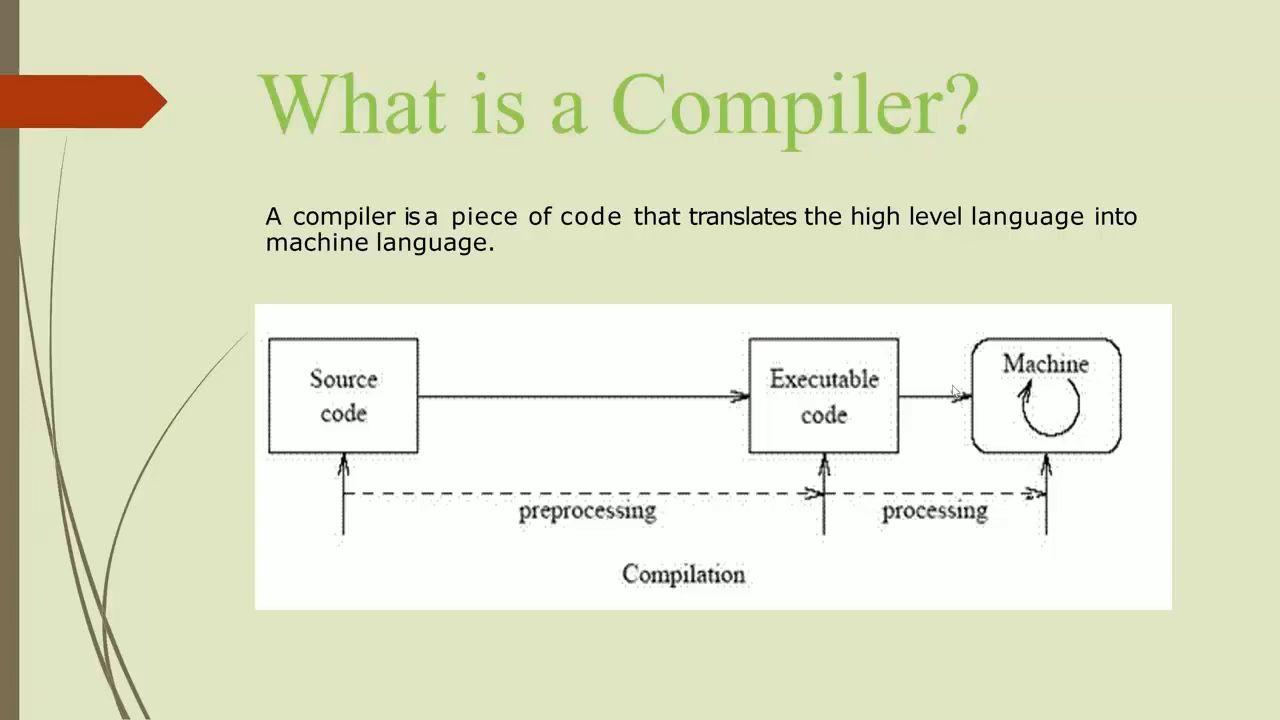 What is a Compiler?
A compiler is a piece of code that translates the high level language into
machine language.
Source
code
Executable
code
Machine
preprocessing
processing
Compilation